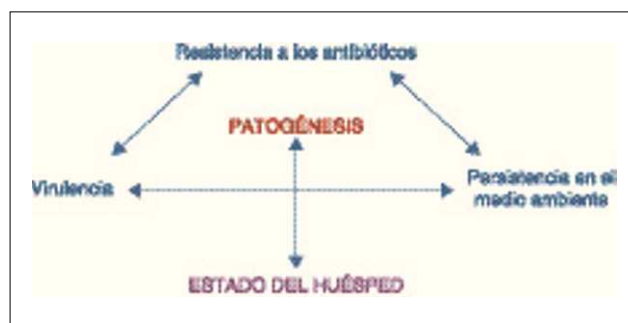 Resistencia a los antibióticos
PATOGÉNESIS
Virulencia
Persistencia en el
medio ambiente
ESTADO DEL HUÉSPED